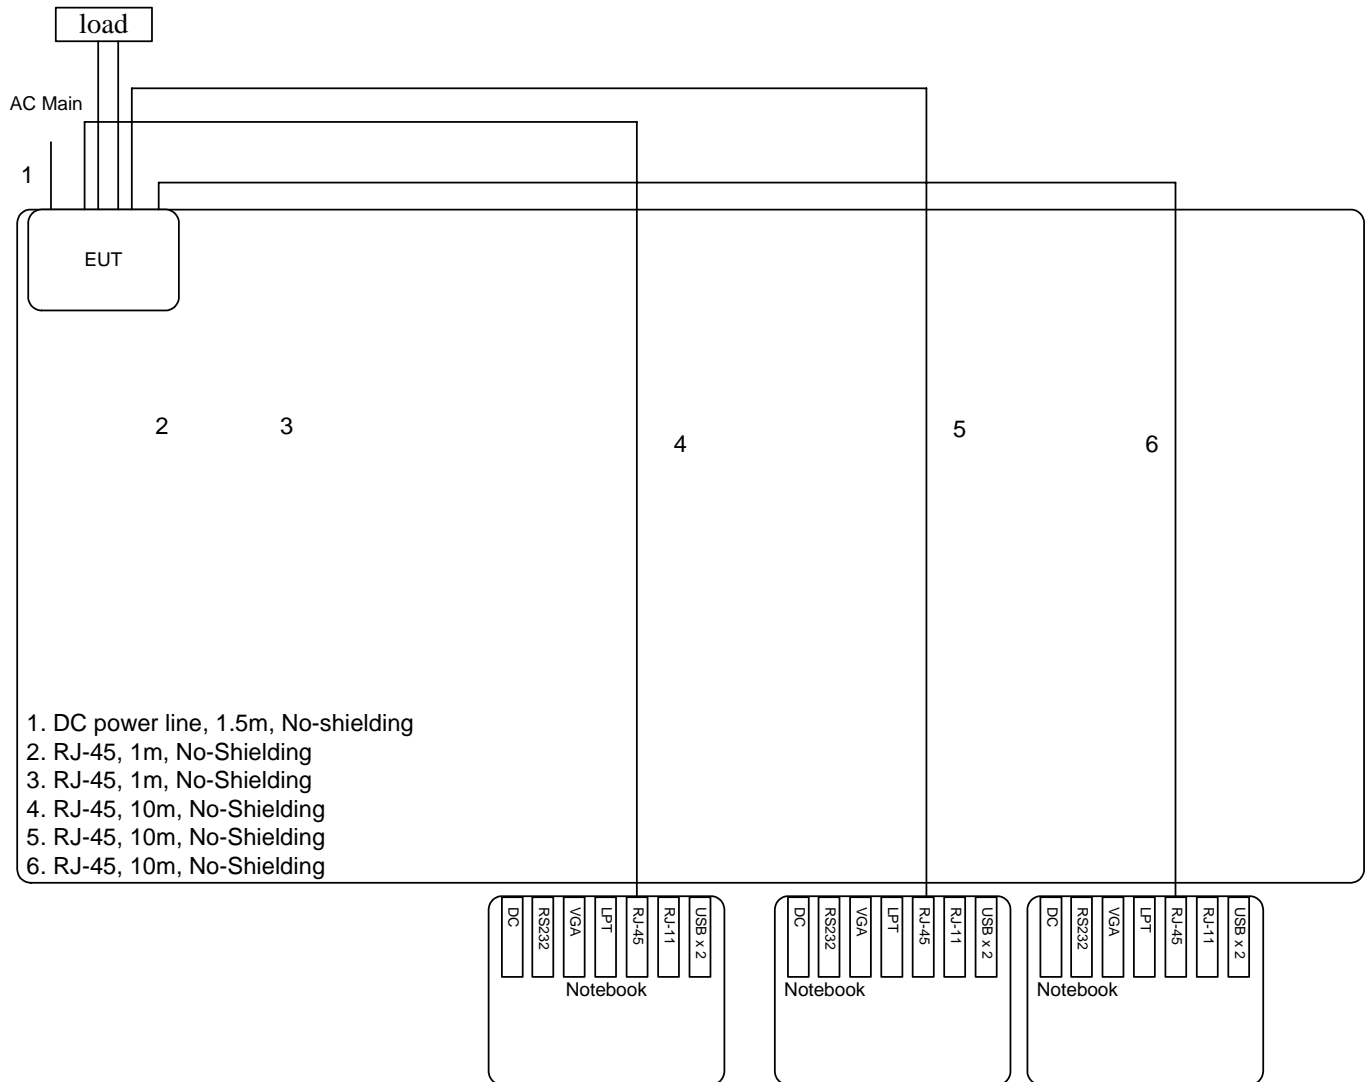 load
AC Main
1
EUT
2
3
4
5
6
1. DC power line, 1.5m, No-shielding
2. RJ-45, 1m, No-Shielding
3. RJ-45, 1m, No-Shielding
4. RJ-45, 10m, No-Shielding
5. RJ-45, 10m, No-Shielding
6. RJ-45, 10m, No-Shielding
DC
RS232
VGA
LPT
RJ-45
RJ-11
USB x 2
Notebook
DC
RS232
VGA
LPT
RJ-45
RJ-11
USB x 2
Notebook
DC
RS232
VGA
LPT
RJ-45
RJ-11
USB x 2
Notebook